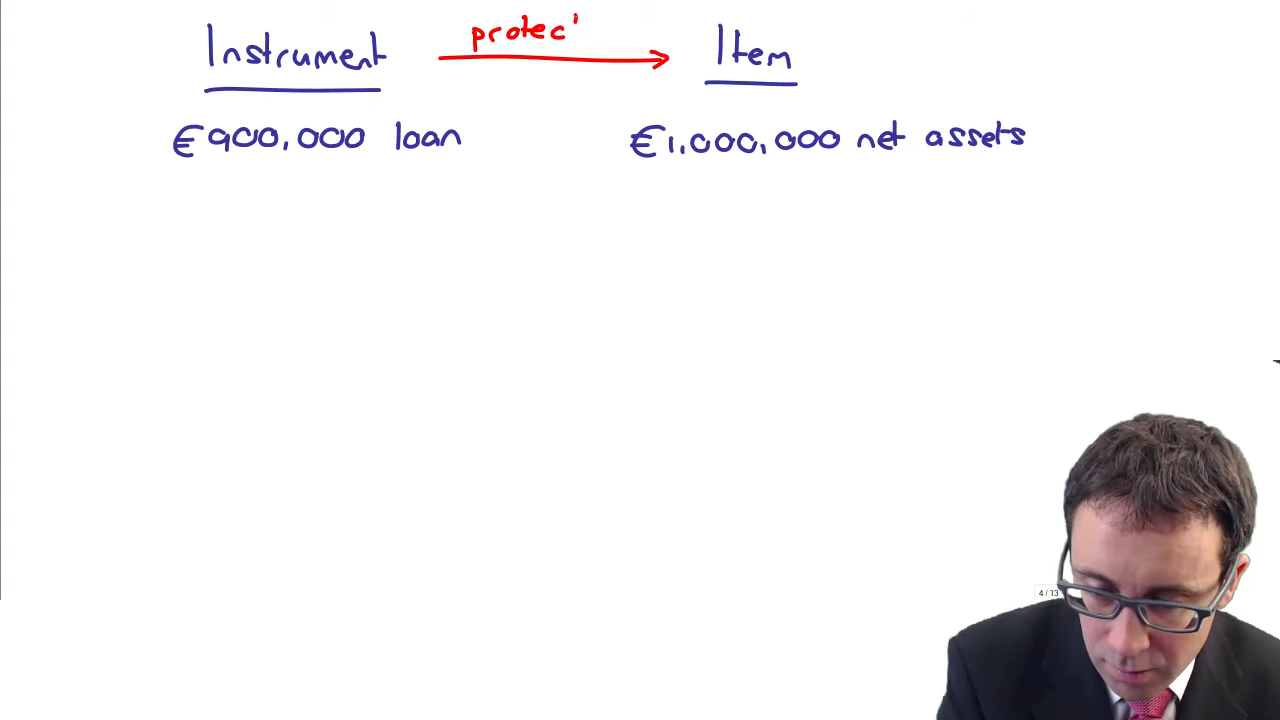 Instrument protec' Item
€900,000 loan €1,000,000 net assets
4 / 13